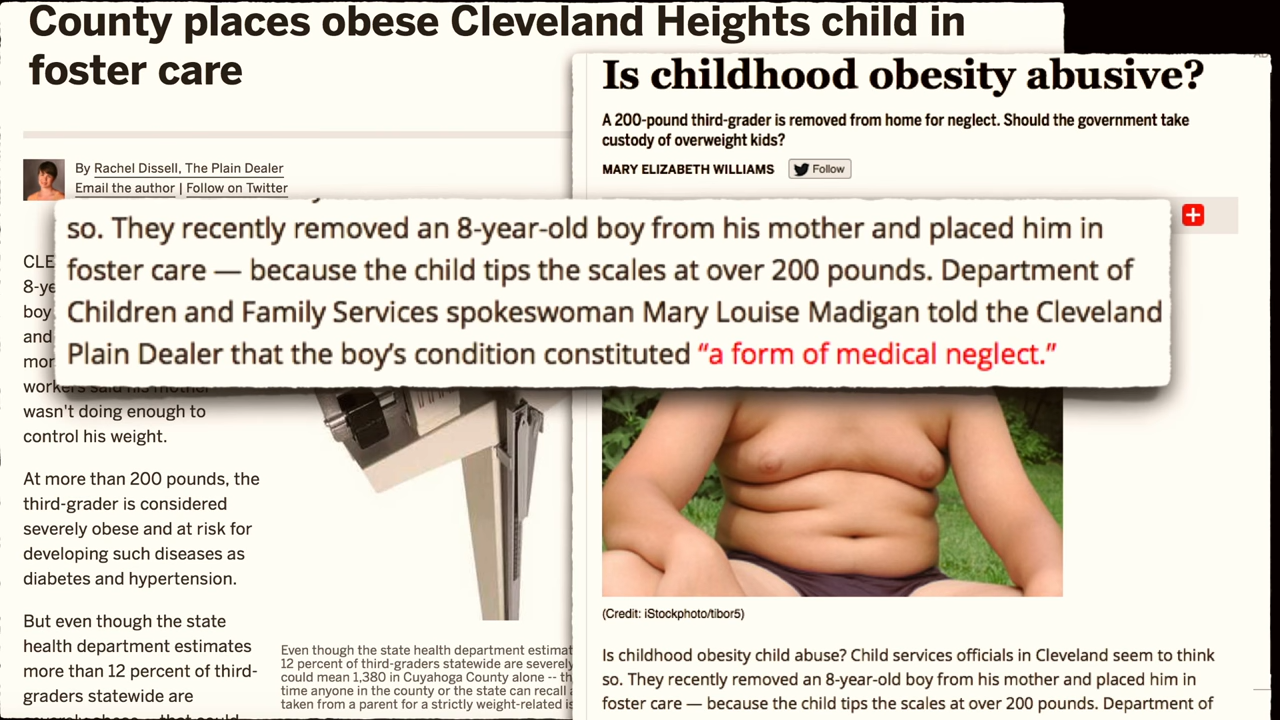 County places obese Cleveland Heights child in
foster care
By Rachel Dissell, The Plain Dealer
Email the author | Follow on Twitter
CLE
8-ye
boy
and
mor
workers said his mother
wasn't doing enough to
control his weight.
At more than 200 pounds, the
third-grader is considered
severely obese and at risk for
developing such diseases as
diabetes and hypertension.
But even though the state
health department estimates
more than 12 percent of third-
graders statewide are
severely obese
Even though the state health department estimat
12 percent of third-graders statewide are severely
could mean 1,380 in Cuyahoga County alone -- th
time anyone in the county or the state can recall a
taken from a parent for a strictly weight-related is
Is childhood obesity abusive?
A 200-pound third-grader is removed from home for neglect. Should the government take
custody of overweight kids?
MARY ELIZABETH WILLIAMS
Follow
so. They recently removed an 8-year-old boy from his mother and placed him in
foster care — because the child tips the scales at over 200 pounds. Department of
Children and Family Services spokeswoman Mary Louise Madigan told the Cleveland
Plain Dealer that the boy’s condition constituted “a form of medical neglect.”
(Credit: iStockphoto/tibor5)
Is childhood obesity child abuse? Child services officials in Cleveland seem to think
so. They recently removed an 8-year-old boy from his mother and placed him in
foster care — because the child tips the scales at over 200 pounds. Department of